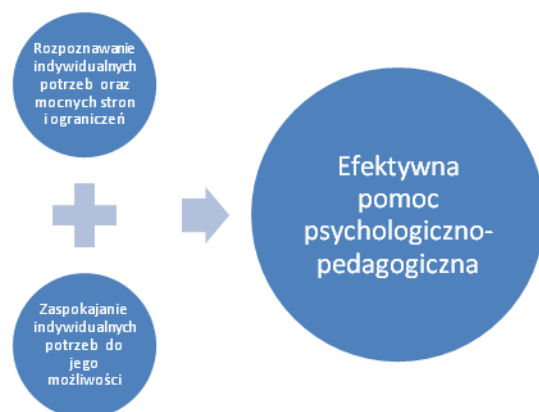 Rozpoznawanie
indywidualnych
potrzeb oraz
mocnych stron
i ograniczeń
Zaspokajanie
indywidualnych
potrzeb do
jego
możliwości
Efektywna
pomoc
psychologiczno-
pedagogiczna